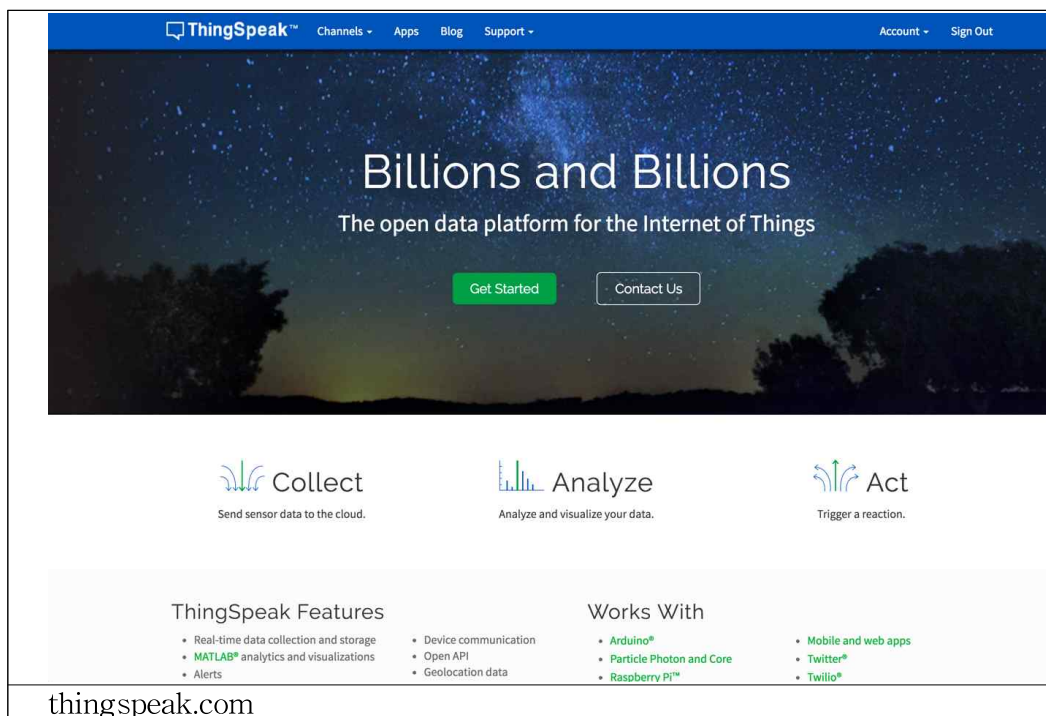 ThingSpeak™ Channels Apps Blog Support Account Sign Out
Billions and Billions
The open data platform for the Internet of Things
Get Started Contact Us
Collect
Send sensor data to the cloud.
Analyze
Analyze and visualize your data.
Act
Trigger a reaction.
ThingSpeak Features
• Real-time data collection and storage
• MATLAB® analytics and visualizations
• Alerts
• Device communication
• Open API
• Geolocation data
Works With
• Arduino®
• Particle Photon and Core
• Raspberry Pi™
• Mobile and web apps
• Twitter®
• Twilio®
thingspeak.com